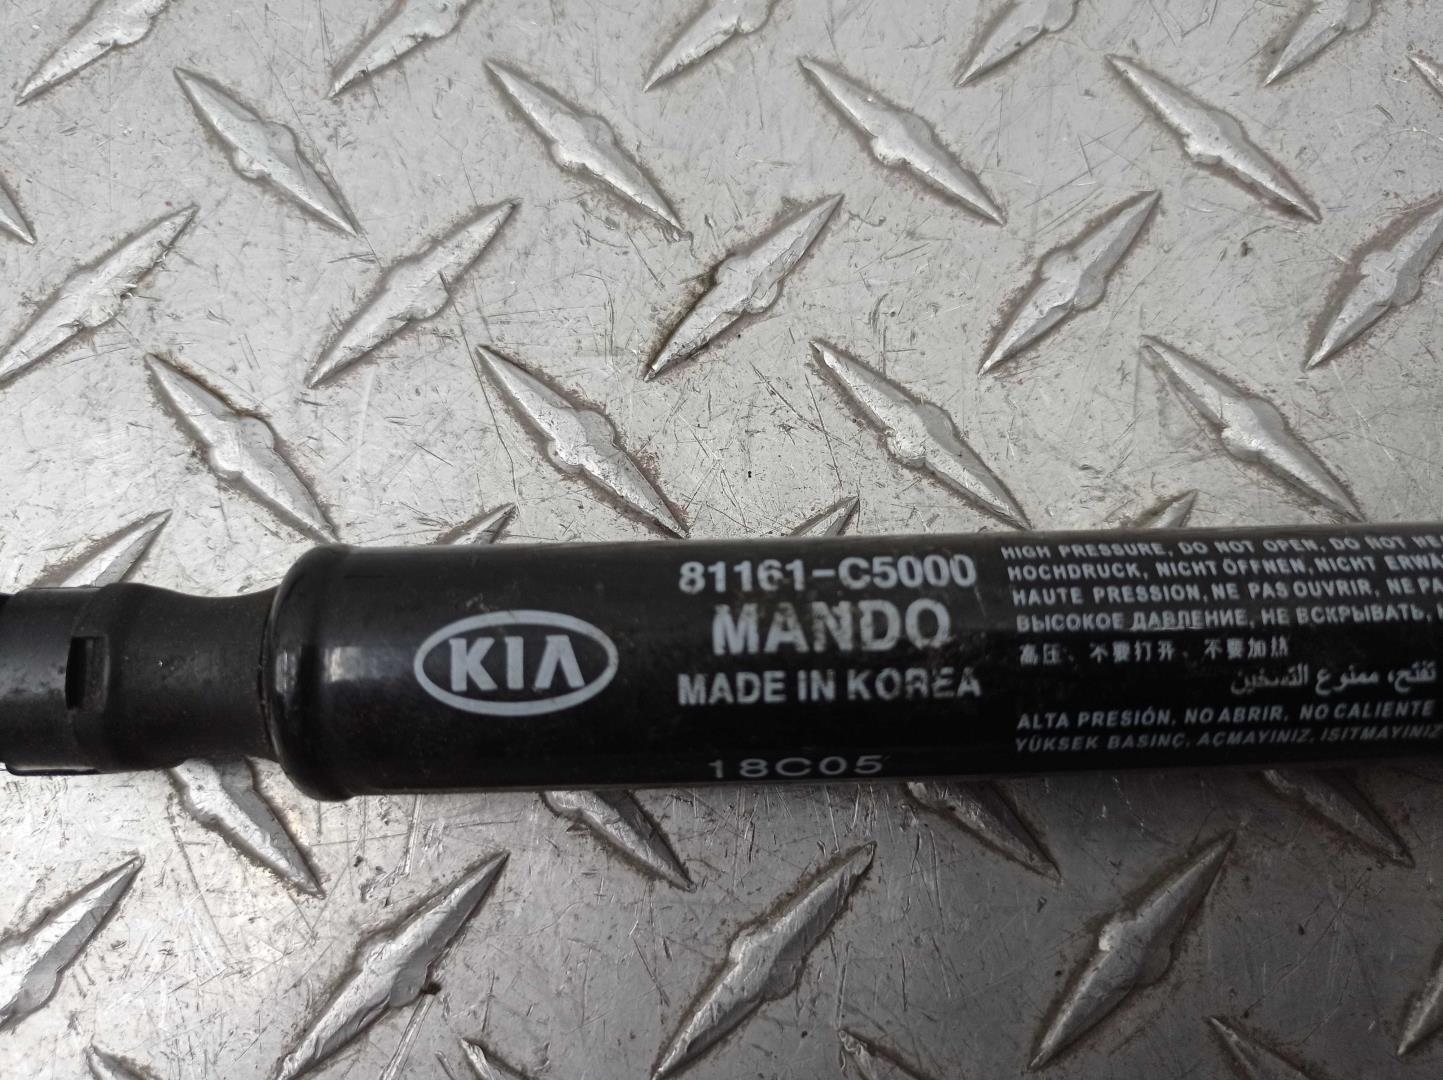 KIA
81161-C5000
MANDO
MADE IN KOREA
18C05
HIGH PRESSURE, DO NOT OPEN, DO NOT
HOCHDRUCK, NICHT ÖFFNEN, NICHT
HAUTE PRESSION, NE PAS OUVRIR, NE
ВЫСОКОЕ ДАВЛЕНИЕ, НЕ ВСКРЫВАТЬ,
高压、不要打开、不要加热
تفتح، ممنوع التسخين
ALTA PRESIÓN, NO ABRIR, NO CALIENTE
YÜKSEK BASINÇ, AÇMAYINIZ, ISITMAYINIZ